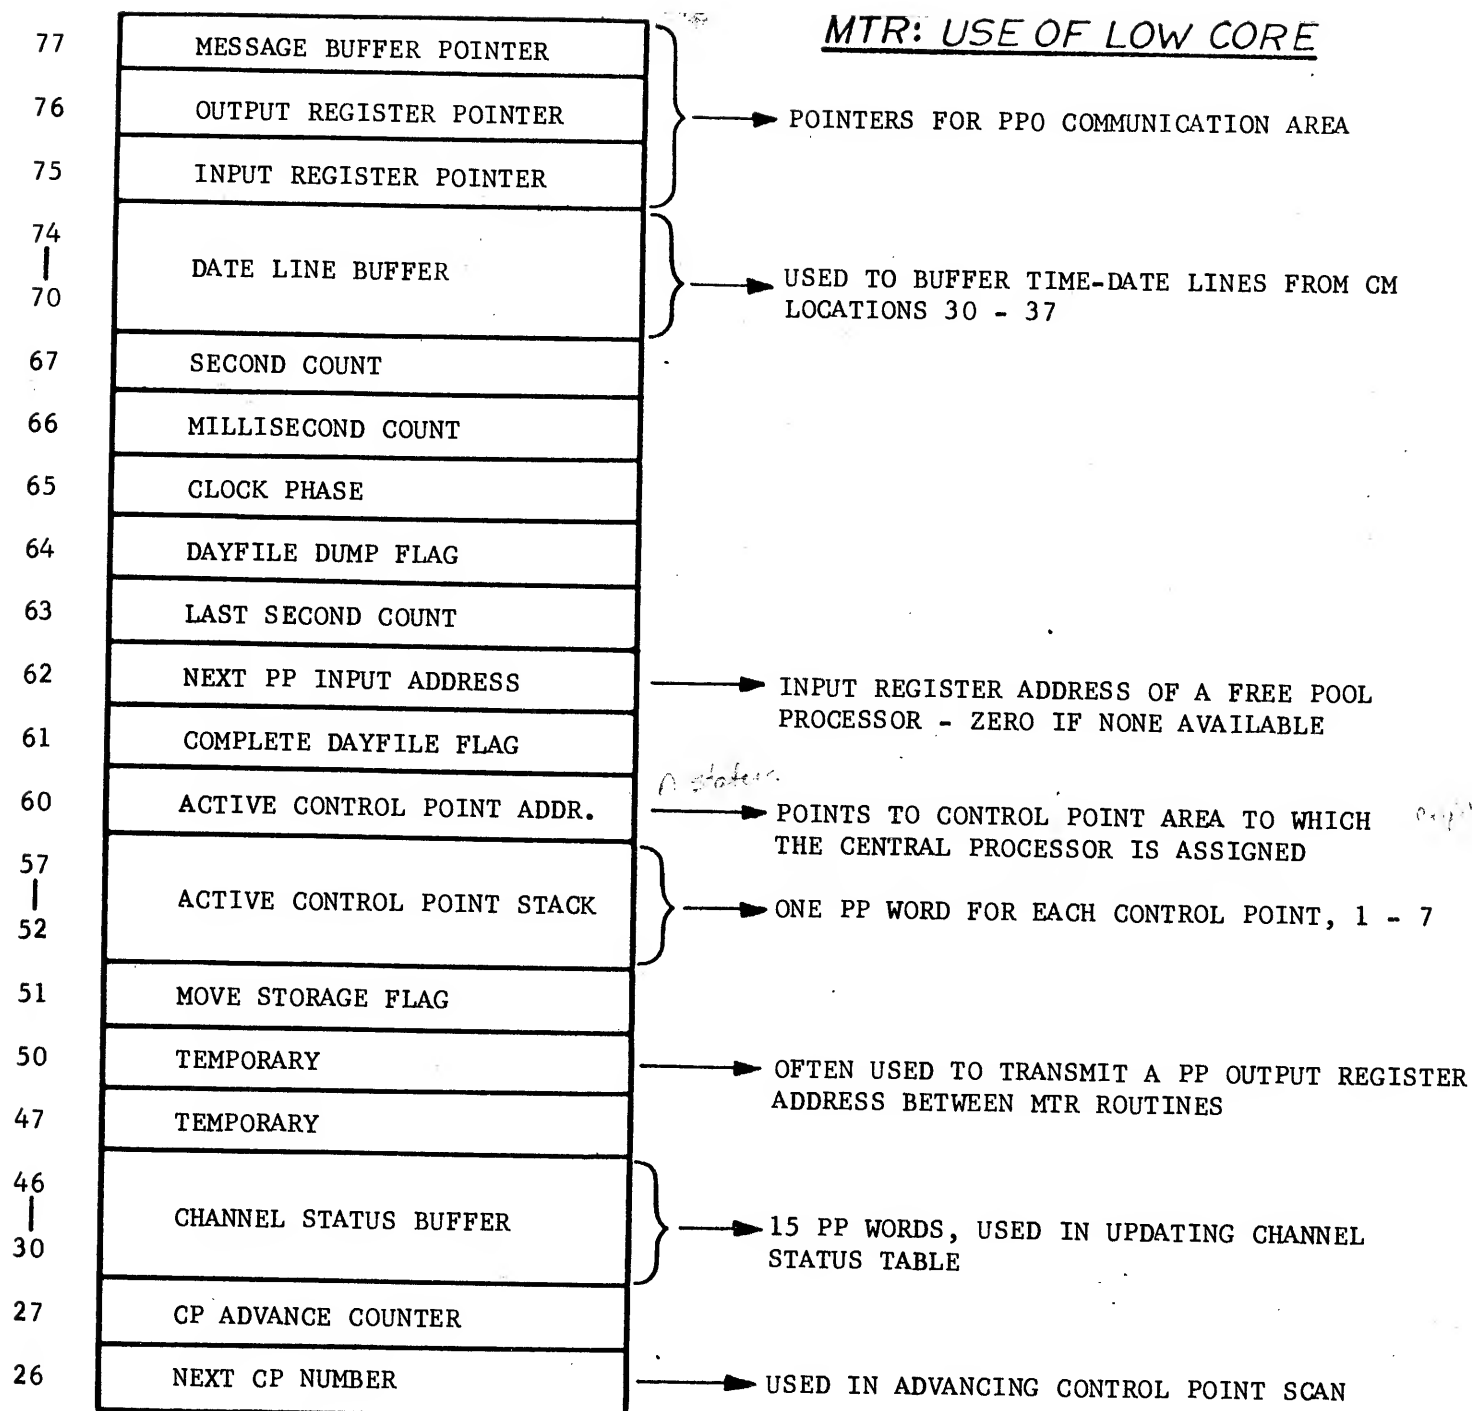 MTR: USE OF LOW CORE
77 MESSAGE BUFFER POINTER
76 OUTPUT REGISTER POINTER
POINTERS FOR PPO COMMUNICATION AREA
75 INPUT REGISTER POINTER
74
|
70
DATE LINE BUFFER
USED TO BUFFER TIME-DATE LINES FROM CM
LOCATIONS 30 - 37
67 SECOND COUNT
66 MILLISECOND COUNT
65 CLOCK PHASE
64 DAYFILE DUMP FLAG
63 LAST SECOND COUNT
62 NEXT PP INPUT ADDRESS
INPUT REGISTER ADDRESS OF A FREE POOL
PROCESSOR - ZERO IF NONE AVAILABLE
61 COMPLETE DAYFILE FLAG
60 ACTIVE CONTROL POINT ADDR.
POINTS TO CONTROL POINT AREA TO WHICH
THE CENTRAL PROCESSOR IS ASSIGNED
57
|
52
ACTIVE CONTROL POINT STACK
ONE PP WORD FOR EACH CONTROL POINT, 1 - 7
51 MOVE STORAGE FLAG
50 TEMPORARY
OFTEN USED TO TRANSMIT A PP OUTPUT REGISTER
ADDRESS BETWEEN MTR ROUTINES
47 TEMPORARY
46
|
30
CHANNEL STATUS BUFFER
15 PP WORDS, USED IN UPDATING CHANNEL
STATUS TABLE
27 CP ADVANCE COUNTER
26 NEXT CP NUMBER
USED IN ADVANCING CONTROL POINT SCAN